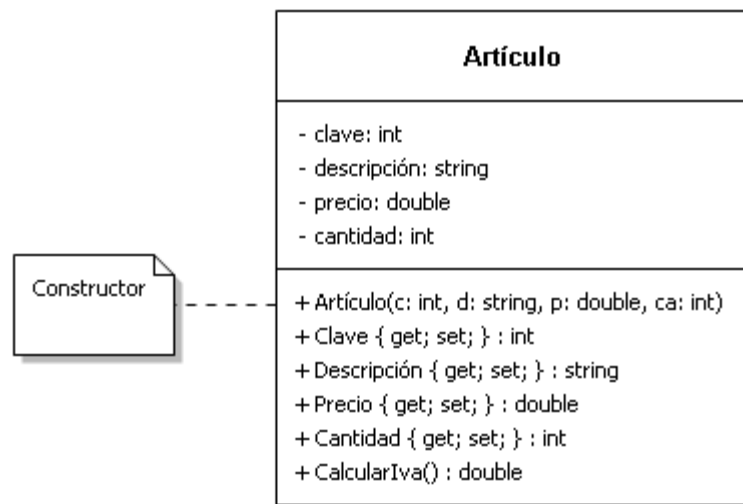 Artículo
- clave: int
- descripción: string
- precio: double
- cantidad: int
Constructor
+ Artículo(c: int, d: string, p: double, ca: int)
+ Clave { get; set; } : int
+ Descripción { get; set; } : string
+ Precio { get; set; } : double
+ Cantidad { get; set; } : int
+ CalcularIva() : double